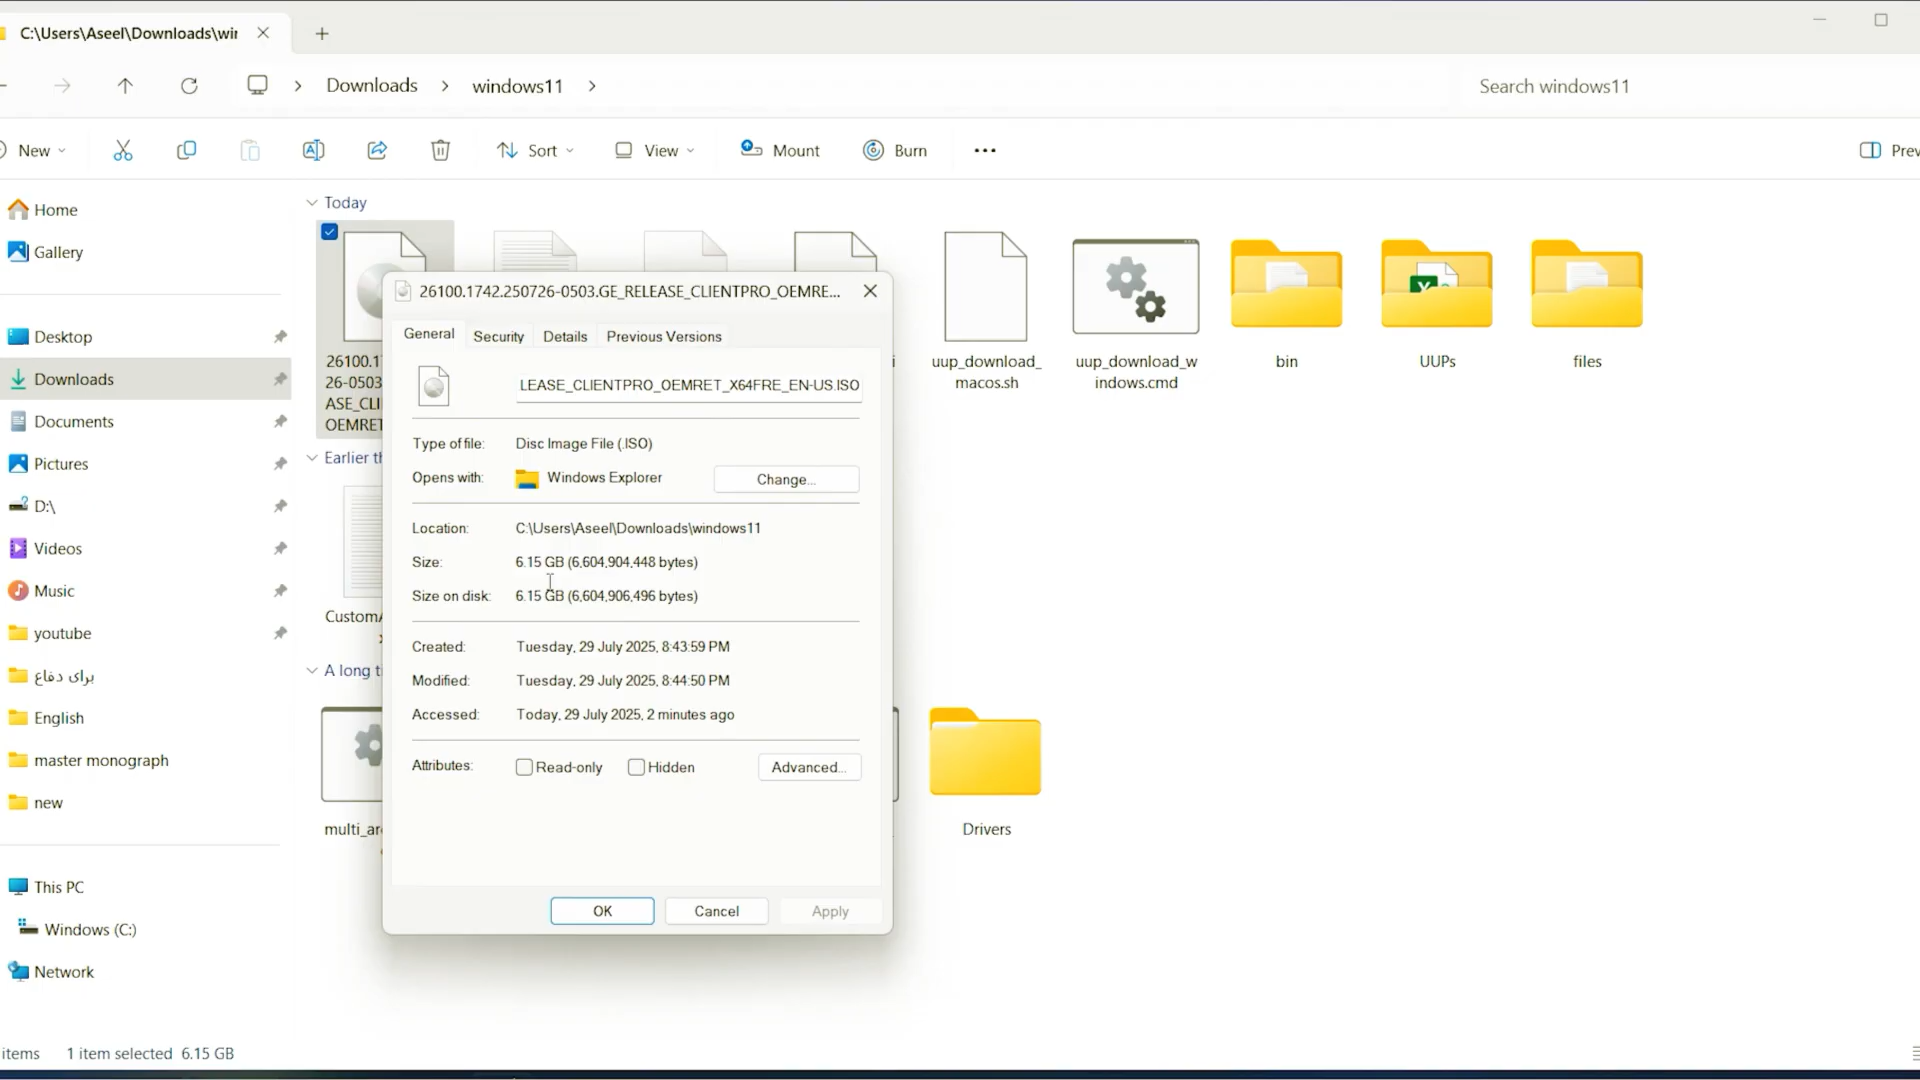 C:\Users\Aseel\Downloads\wir
Downloads
windows11
Search windows11
New
Sort
View
Mount
Burn
Prev
Home
Gallery
Desktop
Downloads
Documents
Pictures
D:\
Videos
Music
youtube
برای دفاع
English
master monograph
new
This PC
Windows (C:)
Network
Today
26100.1
26-0503
ASE_CLI
OEMRET
i
uup_download_
macos.sh
uup_download_w
indows.cmd
bin
UUPs
files
Earlier th
CustomA
A long t
multi_ar
Drivers
26100.1742.250726-0503.GE_RELEASE_CLIENTPRO_OEMRE...
General
Security
Details
Previous Versions
LEASE_CLIENTPRO_OEMRET_X64FRE_EN-US.ISO
Type of file: Disc Image File (.ISO)
Opens with: Windows Explorer
Change...
Location: C:\Users\Aseel\Downloads\windows11
Size: 6.15 GB (6,604,904,448 bytes)
Size on disk: 6.15 GB (6,604,906,496 bytes)
Created: Tuesday, 29 July 2025, 8:43:59 PM
Modified: Tuesday, 29 July 2025, 8:44:50 PM
Accessed: Today, 29 July 2025, 2 minutes ago
Attributes: Read-only Hidden
Advanced...
OK
Cancel
Apply
items 1 item selected 6.15 GB